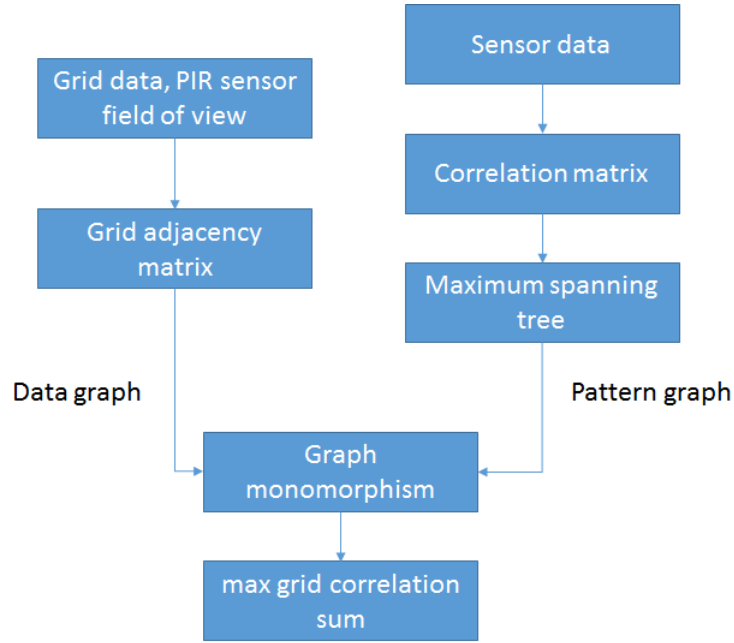 Sensor data
Grid data, PIR sensor
field of view
Correlation matrix
Grid adjacency
matrix
Maximum spanning
tree
Data graph
Pattern graph
Graph
monomorphism
max grid correlation
sum